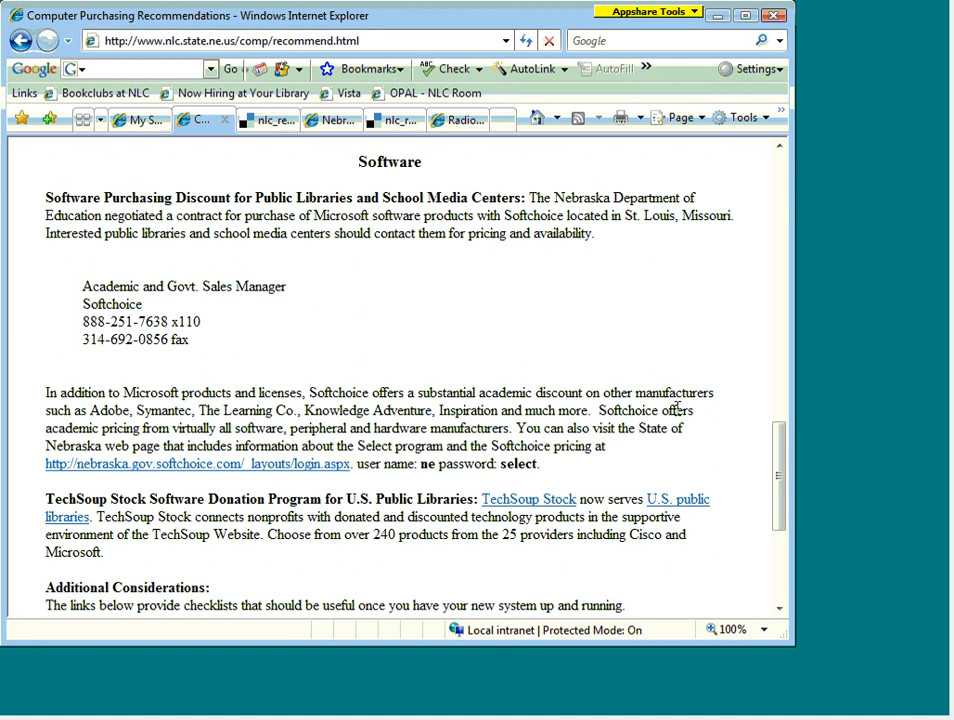 Computer Purchasing Recommendations - Windows Internet Explorer
Appshare Tools
http://www.nlc.state.ne.us/comp/recommend.html
Google
Google G Go Bookmarks ABC Check AutoLink AutoFill Settings
Links Bookclubs at NLC Now Hiring at Your Library Vista OPAL - NLC Room
My S... C... nlc_re... Nebr... nlc_r... Radio... Page Tools
Software
Software Purchasing Discount for Public Libraries and School Media Centers: The Nebraska Department of
Education negotiated a contract for purchase of Microsoft software products with Softchoice located in St. Louis, Missouri.
Interested public libraries and school media centers should contact them for pricing and availability.
Academic and Govt. Sales Manager
Softchoice
888-251-7638 x110
314-692-0856 fax
In addition to Microsoft products and licenses, Softchoice offers a substantial academic discount on other manufacturers
such as Adobe, Symantec, The Learning Co., Knowledge Adventure, Inspiration and much more. Softchoice offers
academic pricing from virtually all software, peripheral and hardware manufacturers. You can also visit the State of
Nebraska web page that includes information about the Select program and the Softchoice pricing at
http://nebraska.gov.softchoice.com/_layouts/login.aspx. user name: ne password: select.
TechSoup Stock Software Donation Program for U.S. Public Libraries: TechSoup Stock now serves U.S. public
libraries. TechSoup Stock connects nonprofits with donated and discounted technology products in the supportive
environment of the TechSoup Website. Choose from over 240 products from the 25 providers including Cisco and
Microsoft.
Additional Considerations:
The links below provide checklists that should be useful once you have your new system up and running.
Local intranet | Protected Mode: On
100%